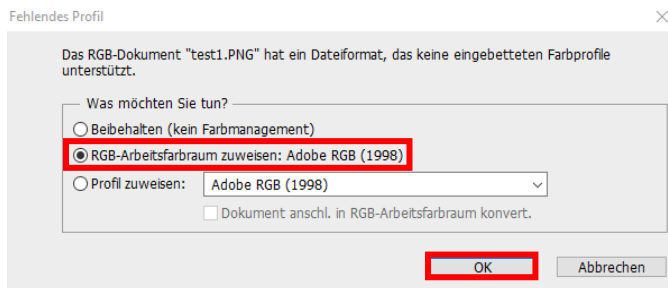 Fehlendes Profil
Das RGB-Dokument "test1.PNG" hat ein Dateiformat, das keine eingebetteten Farbprofile
unterstützt.
Was möchten Sie tun?
Beibehalten (kein Farbmanagement)
RGB-Arbeitsfarbraum zuweisen: Adobe RGB (1998)
Profil zuweisen: Adobe RGB (1998)
Dokument anschl. in RGB-Arbeitsfarbraum konvert.
OK Abbrechen